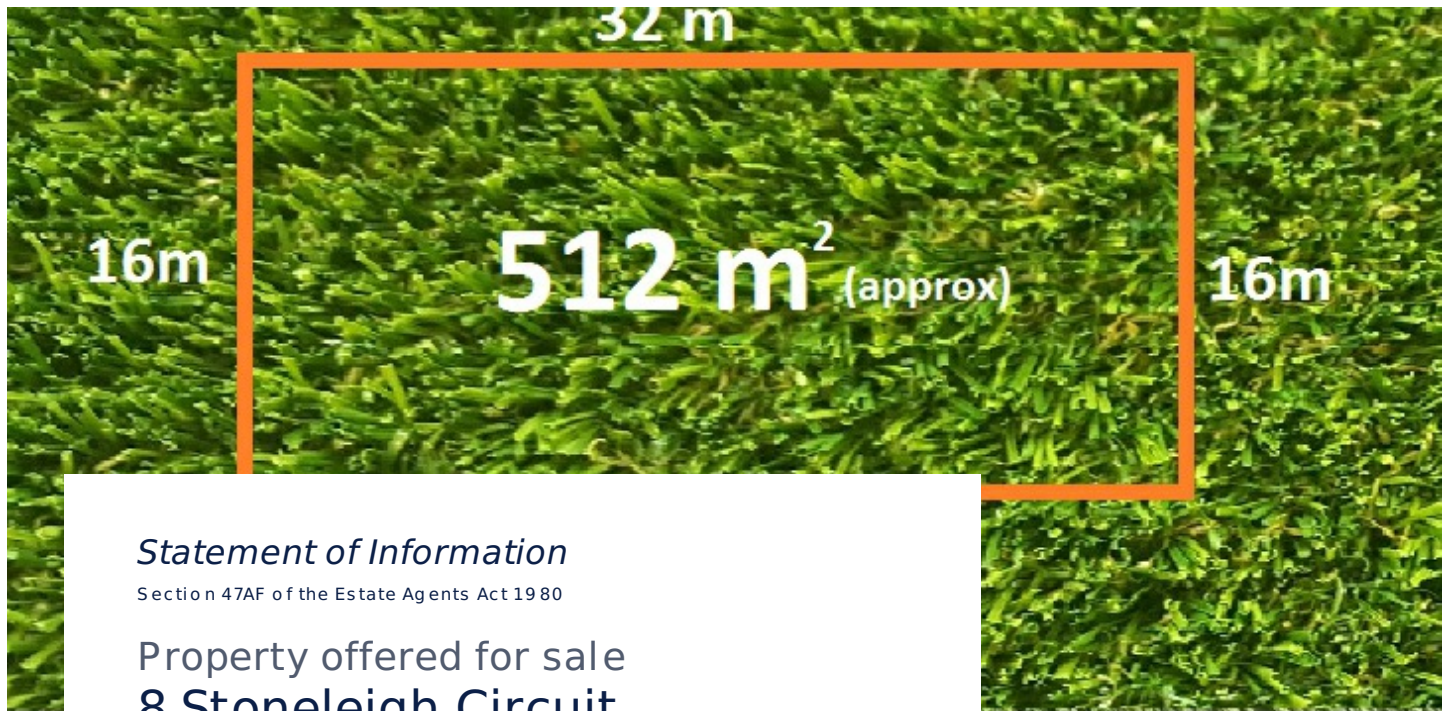 32 m
16m
512 m² (approx)
16m
Statement of Information
Section 47AF of the Estate Agents Act 1980
Property offered for sale
8 Stoneleigh Circuit